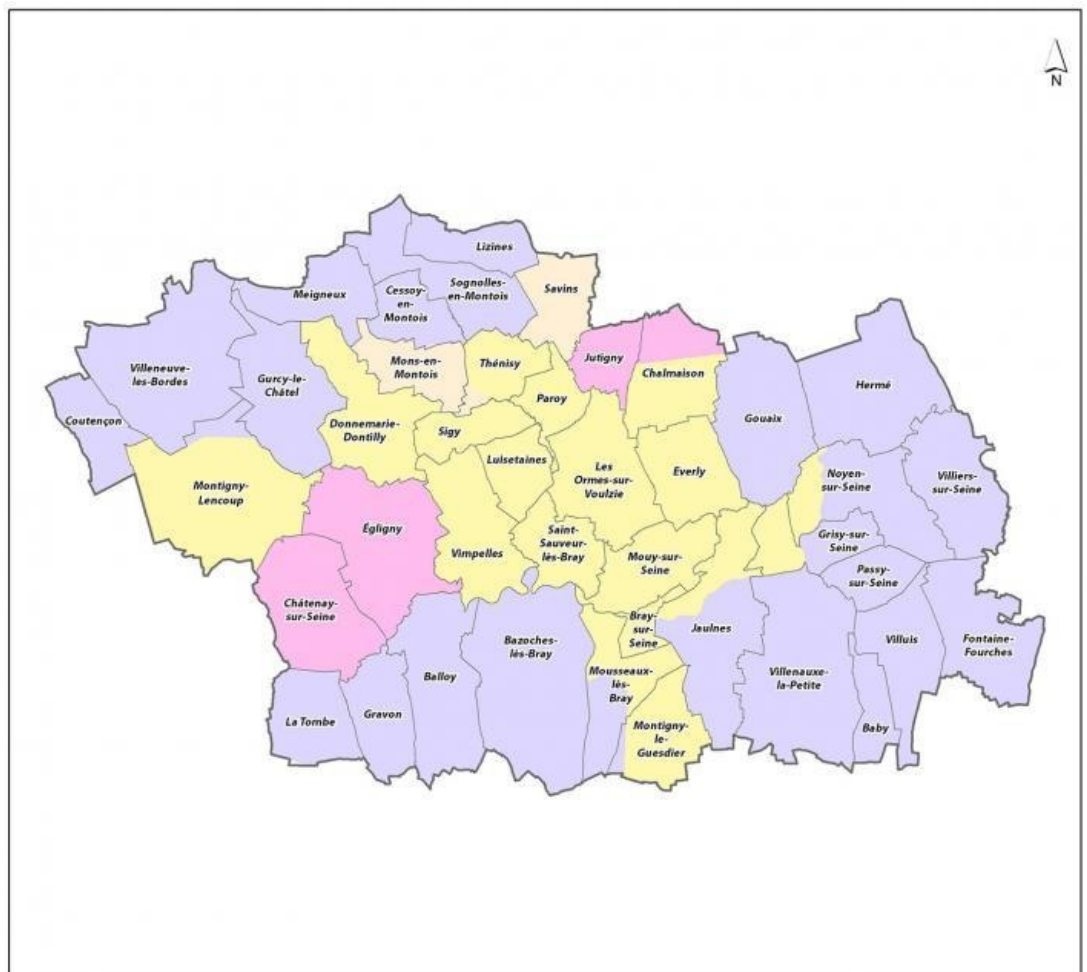 N
Lizines
Savins
Sognolles-
en-Montois
Cessoy-
en-
Montois
Meigneux
Villeneuve-
les-Bordes
Gurcy-le-
Châtel
Coutençon
Mons-en-
Montois
Thénisy
Jutigny
Chalmaison
Hermé
Gouaix
Paroy
Donnemarie-
Dontilly
Sigy
Luisetaines
Les
Ormes-sur-
Voulzie
Everly
Noyen-
sur-Seine
Villiers-
sur-Seine
Montigny-
Lencoup
Égligny
Vimpelles
Saint-
Sauveur-
lès-Bray
Mouy-sur-
Seine
Grisy-sur-
Seine
Passy-
sur-Seine
Châtenay-
sur-Seine
Bray-
sur-
Seine
Jaulnes
Villuis
Fontaine-
Fourches
Bazoches-
lès-Bray
Balloy
Mousseaux-
lès-
Bray
Villenauxe-
la-Petite
La Tombe
Gravon
Montigny-
le-
Guesdier
Baby